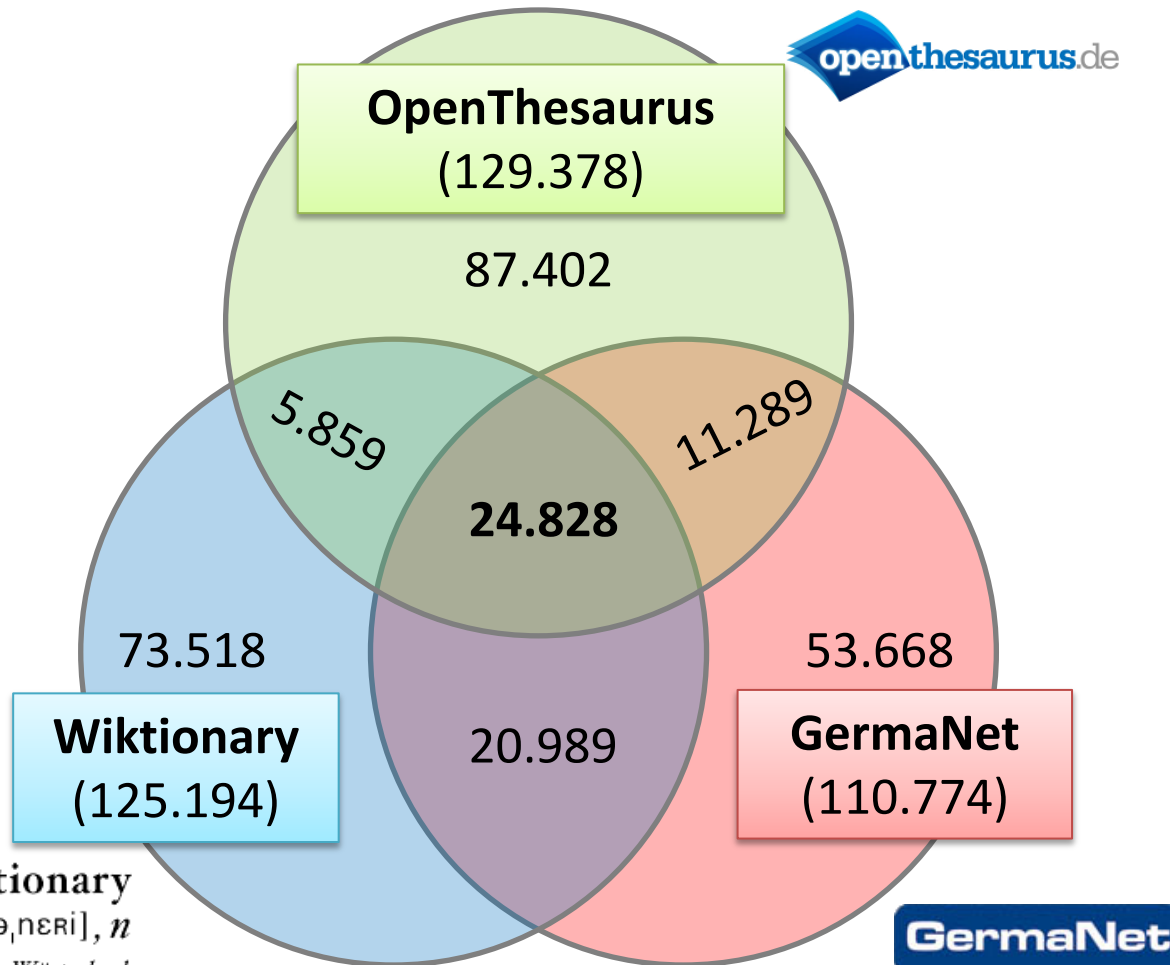 openthesaurus.de
OpenThesaurus
(129.378)
87.402
5.859
11.289
24.828
73.518
53.668
Wiktionary
(125.194)
20.989
GermaNet
(110.774)
tionary
ə,nɛʀi], n
GermaNet